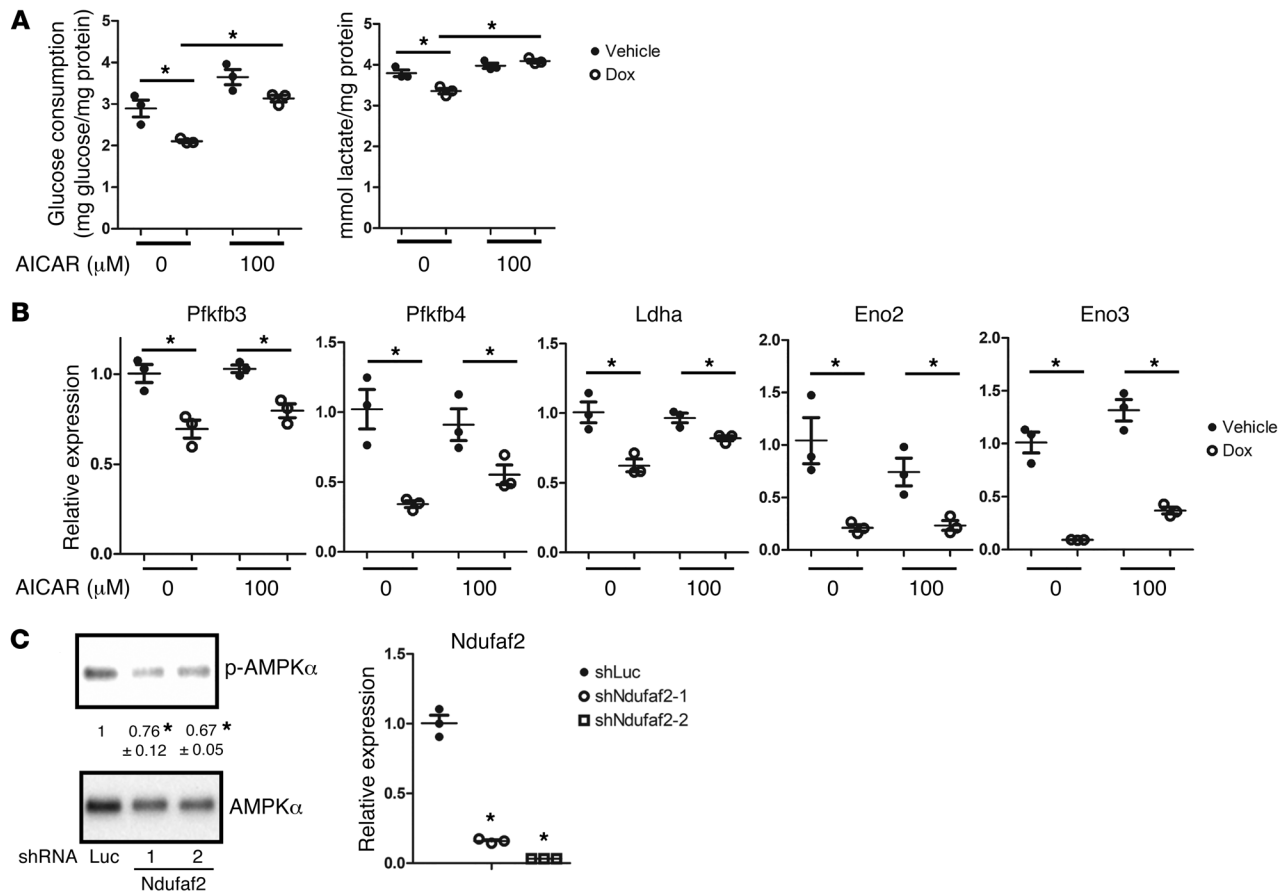 A
Glucose consumption
(mg glucose/mg protein)
5
4
3
2
1
0
*
*
mmol lactate/mg protein
5
4
3
2
1
0
*
*
Vehicle
Dox
AICAR (μM)
0
100
0
100
B
Relative expression
Pfkfb3
1.0
0.5
0.0
*
*
Pfkfb4
1.5
1.0
0.5
0.0
*
*
Ldha
1.5
1.0
0.5
0.0
*
*
Eno2
2.0
1.5
1.0
0.5
0.0
*
*
Eno3
2.0
1.5
1.0
0.5
0.0
*
*
Vehicle
Dox
AICAR (μM)
0
100
0
100
0
100
0
100
0
100
C
p-AMPKα
1 0.76 * 0.67 *
± 0.12 ± 0.05
AMPKα
shRNA Luc 1 2
Ndufaf2
Ndufaf2
Relative expression
1.5
1.0
0.5
0.0
*
*
shLuc
shNdufaf2-1
shNdufaf2-2